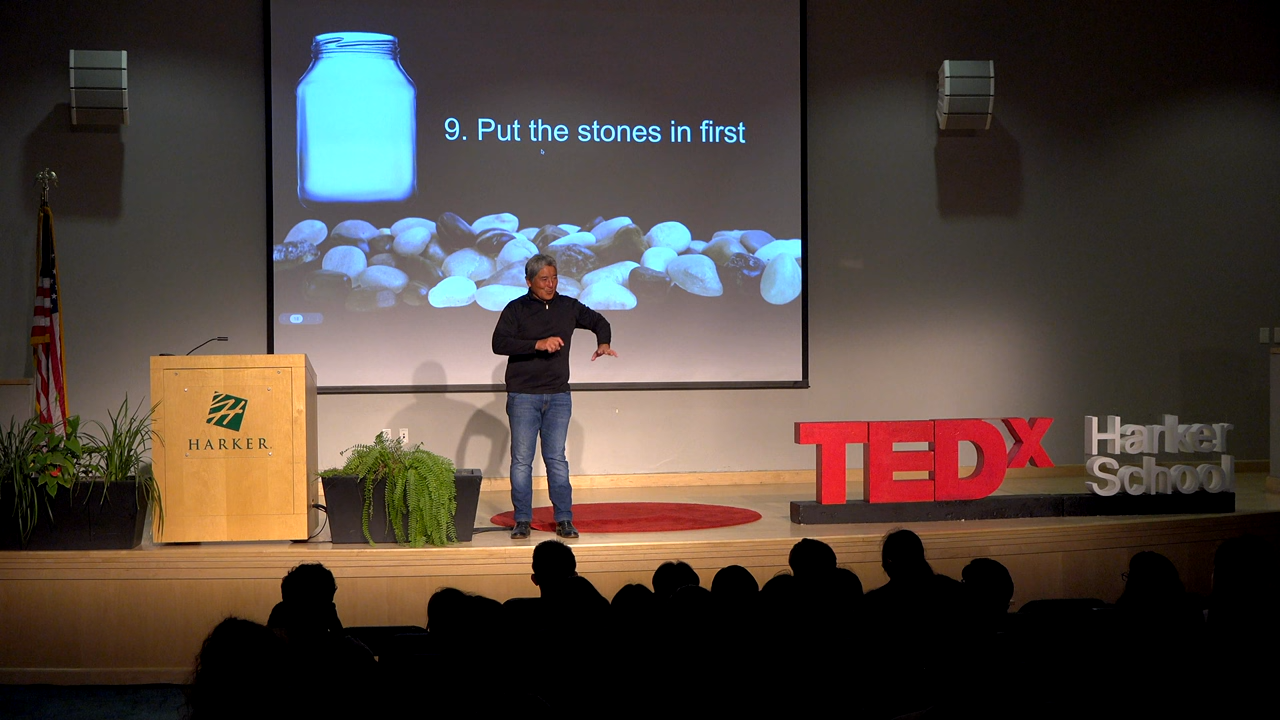 9. Put the stones in first
HARKER
TEDx
Harker
School